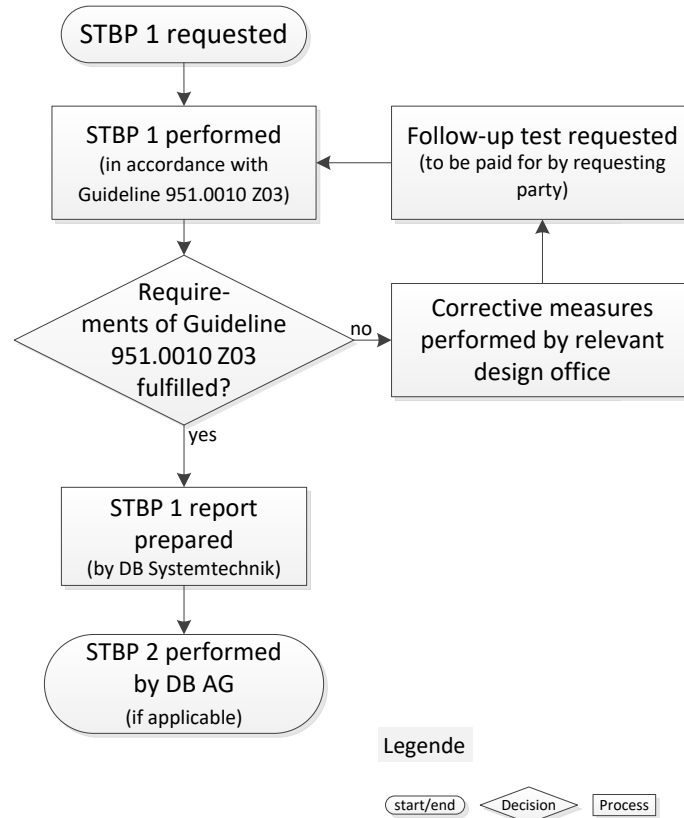 STBP 1 requested
STBP 1 performed
(in accordance with
Guideline 951.0010 Z03)
Follow-up test requested
(to be paid for by requesting
party)
Require-
ments of Guideline
951.0010 Z03
fulfilled?
no
Corrective measures
performed by relevant
design office
yes
STBP 1 report
prepared
(by DB Systemtechnik)
STBP 2 performed
by DB AG
(if applicable)
Legende
start/end
Decision
Process